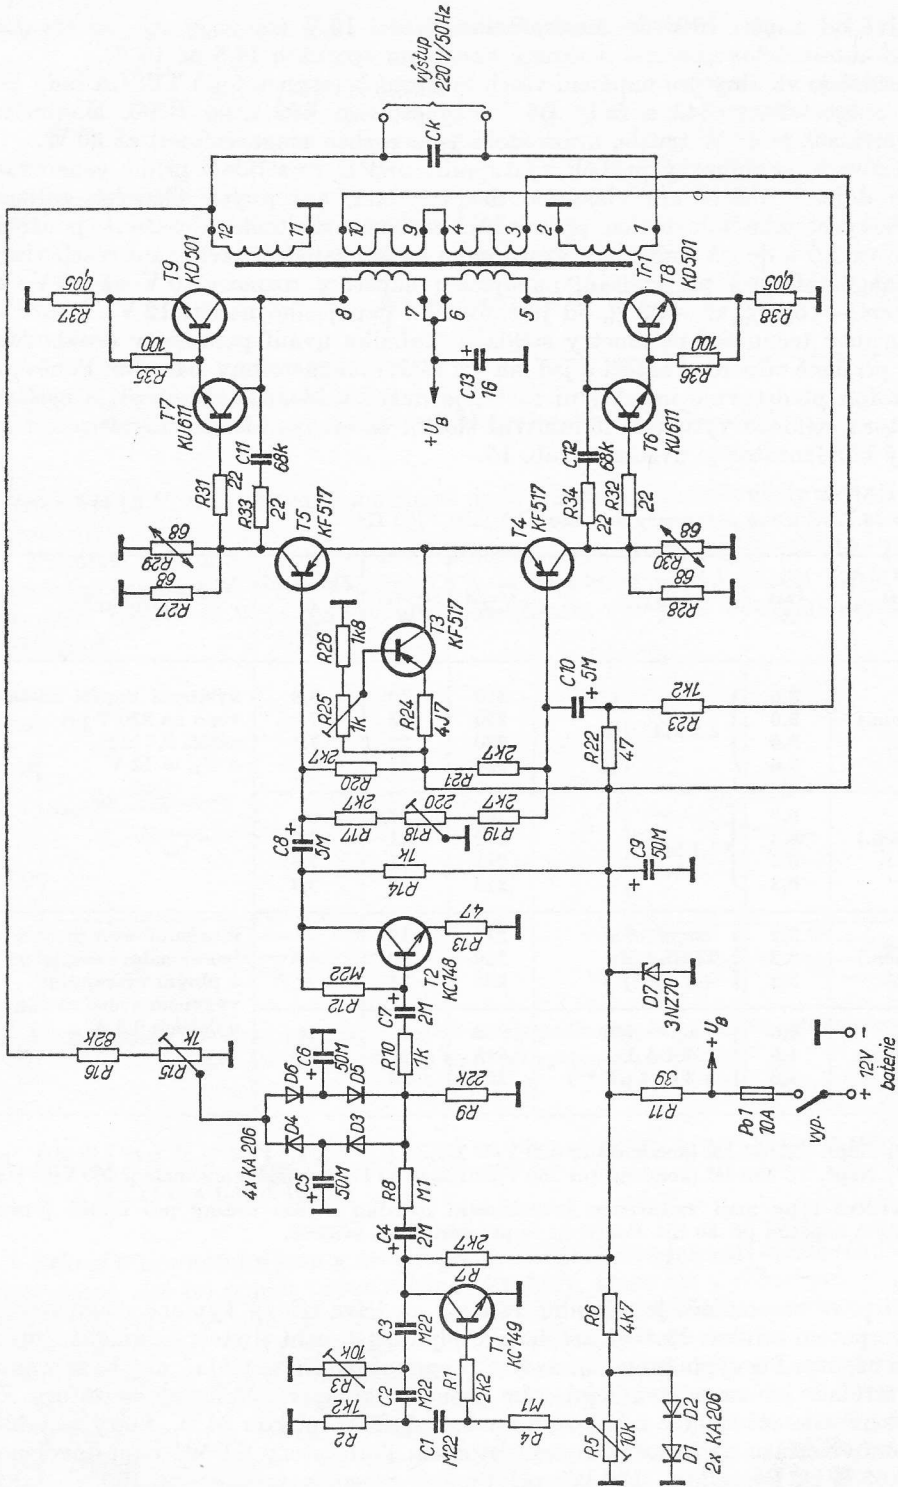 výstup
220 V/50Hz
CK
12
11
10
9
4
3
2
1
8
7
6
5
Tr1
R37
0,05
T9
KD501
R35
100
T7
KU611
R31
22
R33
22
C11
68k
+U_B
C13
16
+
T8
KD501
R38
0,05
R36
100
T6
KU611
C12
68k
R34
22
R32
22
R29
68
R27
68
T5
KF517
T4
KF517
R30
68
R28
68
R26
1k8
R25
1k
T3
KF517
R24
4J7
R20
2k7
R21
2k7
C10
5M
+
R22
47
R23
1k2
R17
2k7
R18
220
R19
2k7
C8
5M
+
R14
1k
C9
50M
+
T2
KC148
R13
47
R12
M22
C7
2M
+
R10
1K
D7
3NZ70
R16
82k
R15
1k
D6
D5
D4
D3
C6
50M
+
C5
50M
+
4x KA 206
R9
22k
R8
M1
C4
2M
+
R7
2k7
R11
39
+U_B
Po1
10A
vyp.
+ 12V −
baterie
C3
M22
R3
10k
C2
M22
R2
1k2
C1
M22
R1
2k2
T1
KC149
R4
M1
R5
10k
R6
4k7
D1
D2
2x KA206